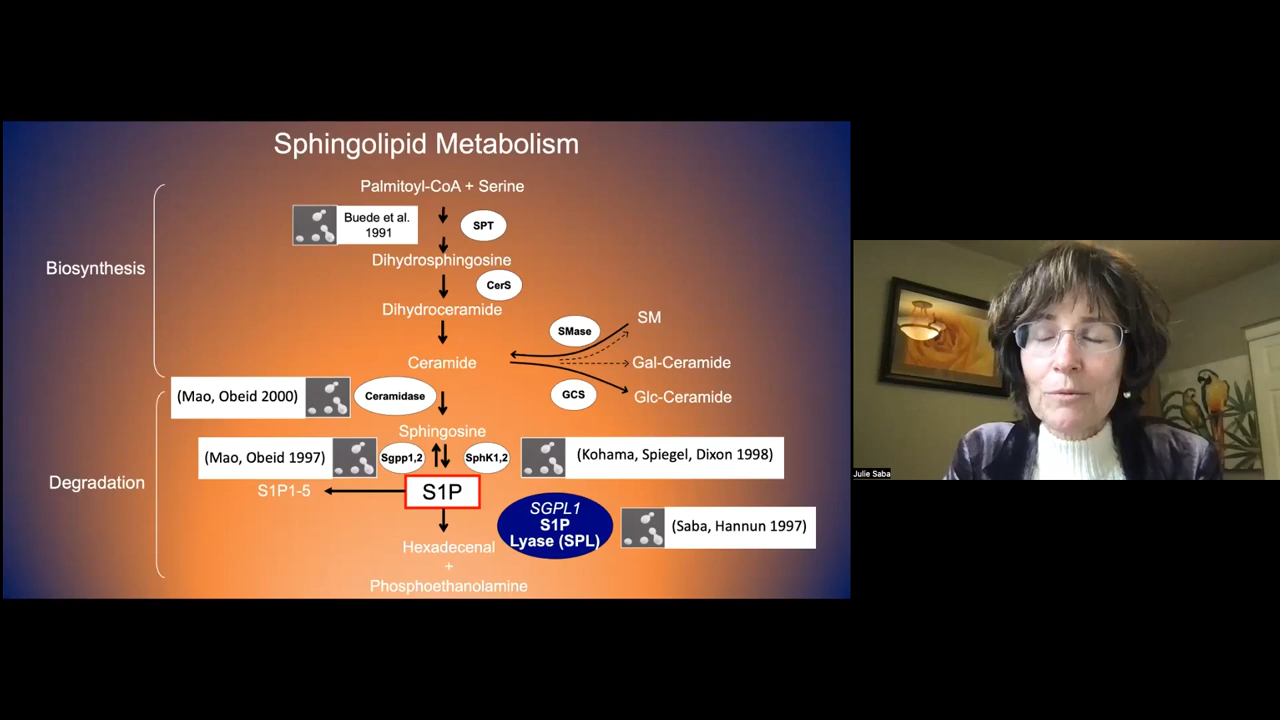 Sphingolipid Metabolism
Palmitoyl-CoA + Serine
Buede et al.
1991
SPT
Dihydrosphingosine
Biosynthesis
CerS
Dihydroceramide
SM
SMase
Ceramide
Gal-Ceramide
(Mao, Obeid 2000)
Ceramidase
GCS
Glc-Ceramide
Sphingosine
(Mao, Obeid 1997)
Sgpp1,2
SphK1,2
(Kohama, Spiegel, Dixon 1998)
Degradation
S1P1-5
S1P
SGPL1
S1P
Lyase (SPL)
(Saba, Hannun 1997)
Hexadecenal
+
Phosphoethanolamine
Julie Saba